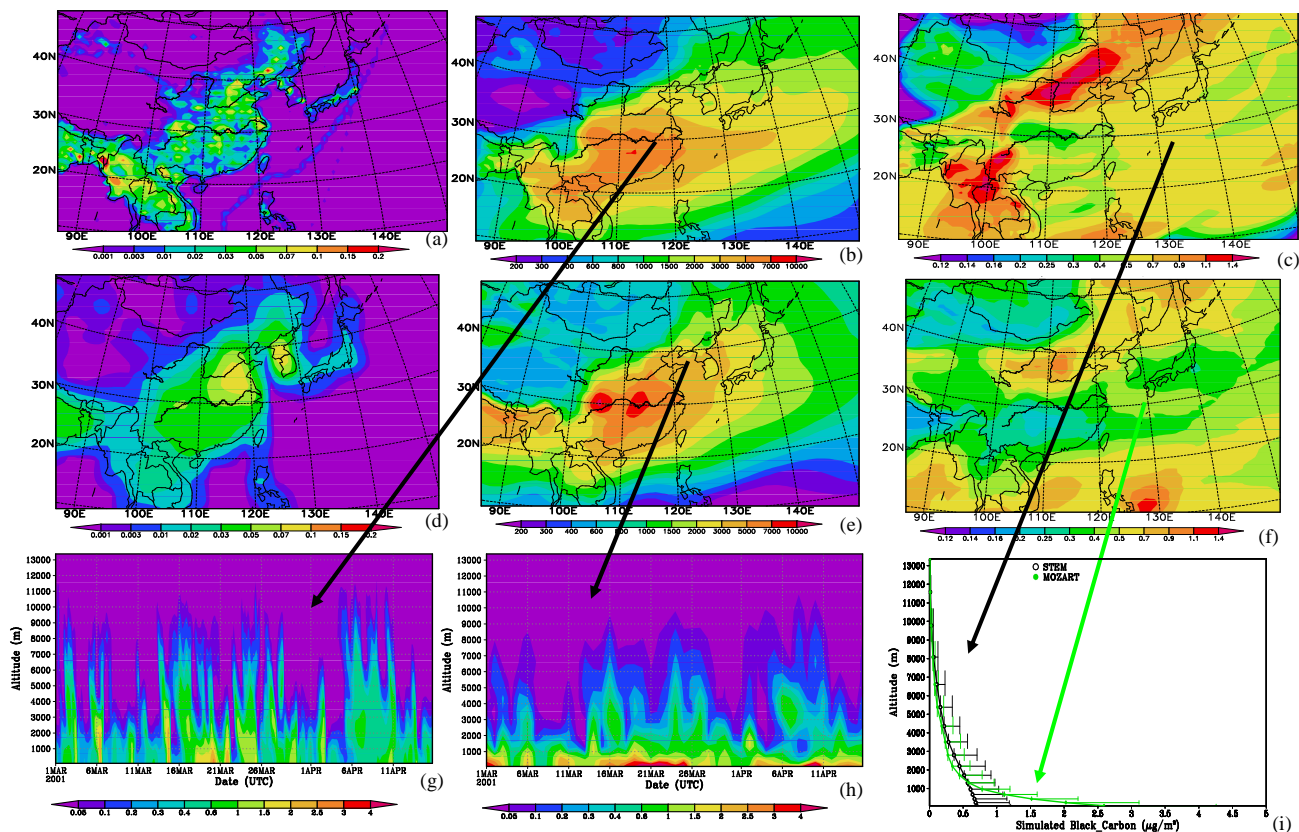 40N
30N
20N
90E 100E 110E 120E 130E 140E
(a)
0.001 0.003 0.01 0.02 0.03 0.05 0.07 0.1 0.15 0.2
40N
30N
20N
90E 100E 110E 120E 130E 140E
(b)
200 300 400 600 800 1000 1500 2000 3000 5000 7000 10000
40N
30N
20N
90E 100E 110E 120E 130E 140E
(c)
0.12 0.14 0.16 0.2 0.25 0.3 0.4 0.5 0.7 0.9 1.1 1.4
40N
30N
20N
90E 100E 110E 120E 130E 140E
(d)
0.001 0.003 0.01 0.02 0.03 0.05 0.07 0.1 0.15 0.2
40N
30N
20N
90E 100E 110E 120E 130E 140E
(e)
200 300 400 600 800 1000 1500 2000 3000 5000 7000 10000
40N
30N
20N
90E 100E 110E 120E 130E 140E
(f)
0.12 0.14 0.16 0.2 0.25 0.3 0.4 0.5 0.7 0.9 1.1 1.4
Altitude (m)
13000
12000
11000
10000
9000
8000
7000
6000
5000
4000
3000
2000
1000
1MAR 6MAR 11MAR 16MAR 21MAR 26MAR 1APR 6APR 11APR
2001
Date (UTC)
(g)
0.05 0.1 0.2 0.3 0.4 0.6 1 1.5 2 2.5 3 4
Altitude (m)
13000
12000
11000
10000
9000
8000
7000
6000
5000
4000
3000
2000
1000
1MAR 6MAR 11MAR 16MAR 21MAR 26MAR 1APR 6APR 11APR
2001
Date (UTC)
(h)
0.05 0.1 0.2 0.3 0.4 0.6 1 1.5 2 2.5 3 4
STEM
MOZART
Altitude (m)
13000
12000
11000
10000
9000
8000
7000
6000
5000
4000
3000
2000
1000
0 0.5 1 1.5 2 2.5 3 3.5 4 4.5 5
Simulated Black_Carbon (μg/m³)
(i)